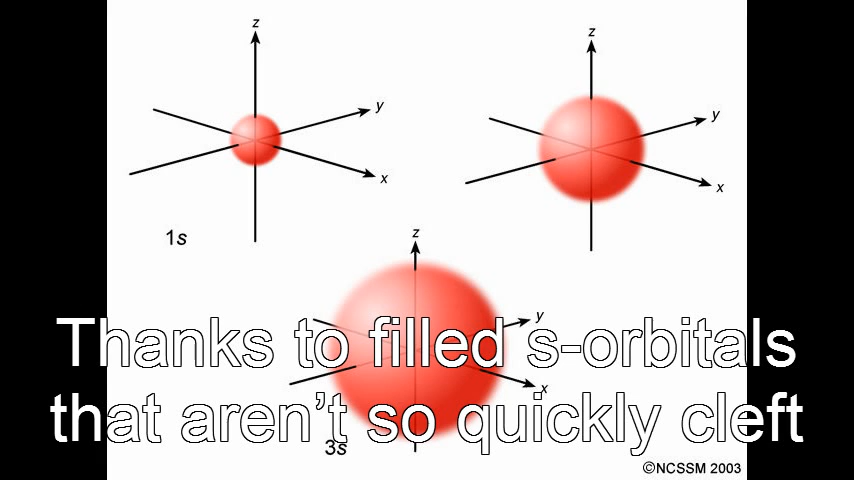 z
z
y
y
x
x
1s
z
y
x
Thanks to filled s-orbitals
that aren’t so quickly cleft
3s
©NCSSM 2003